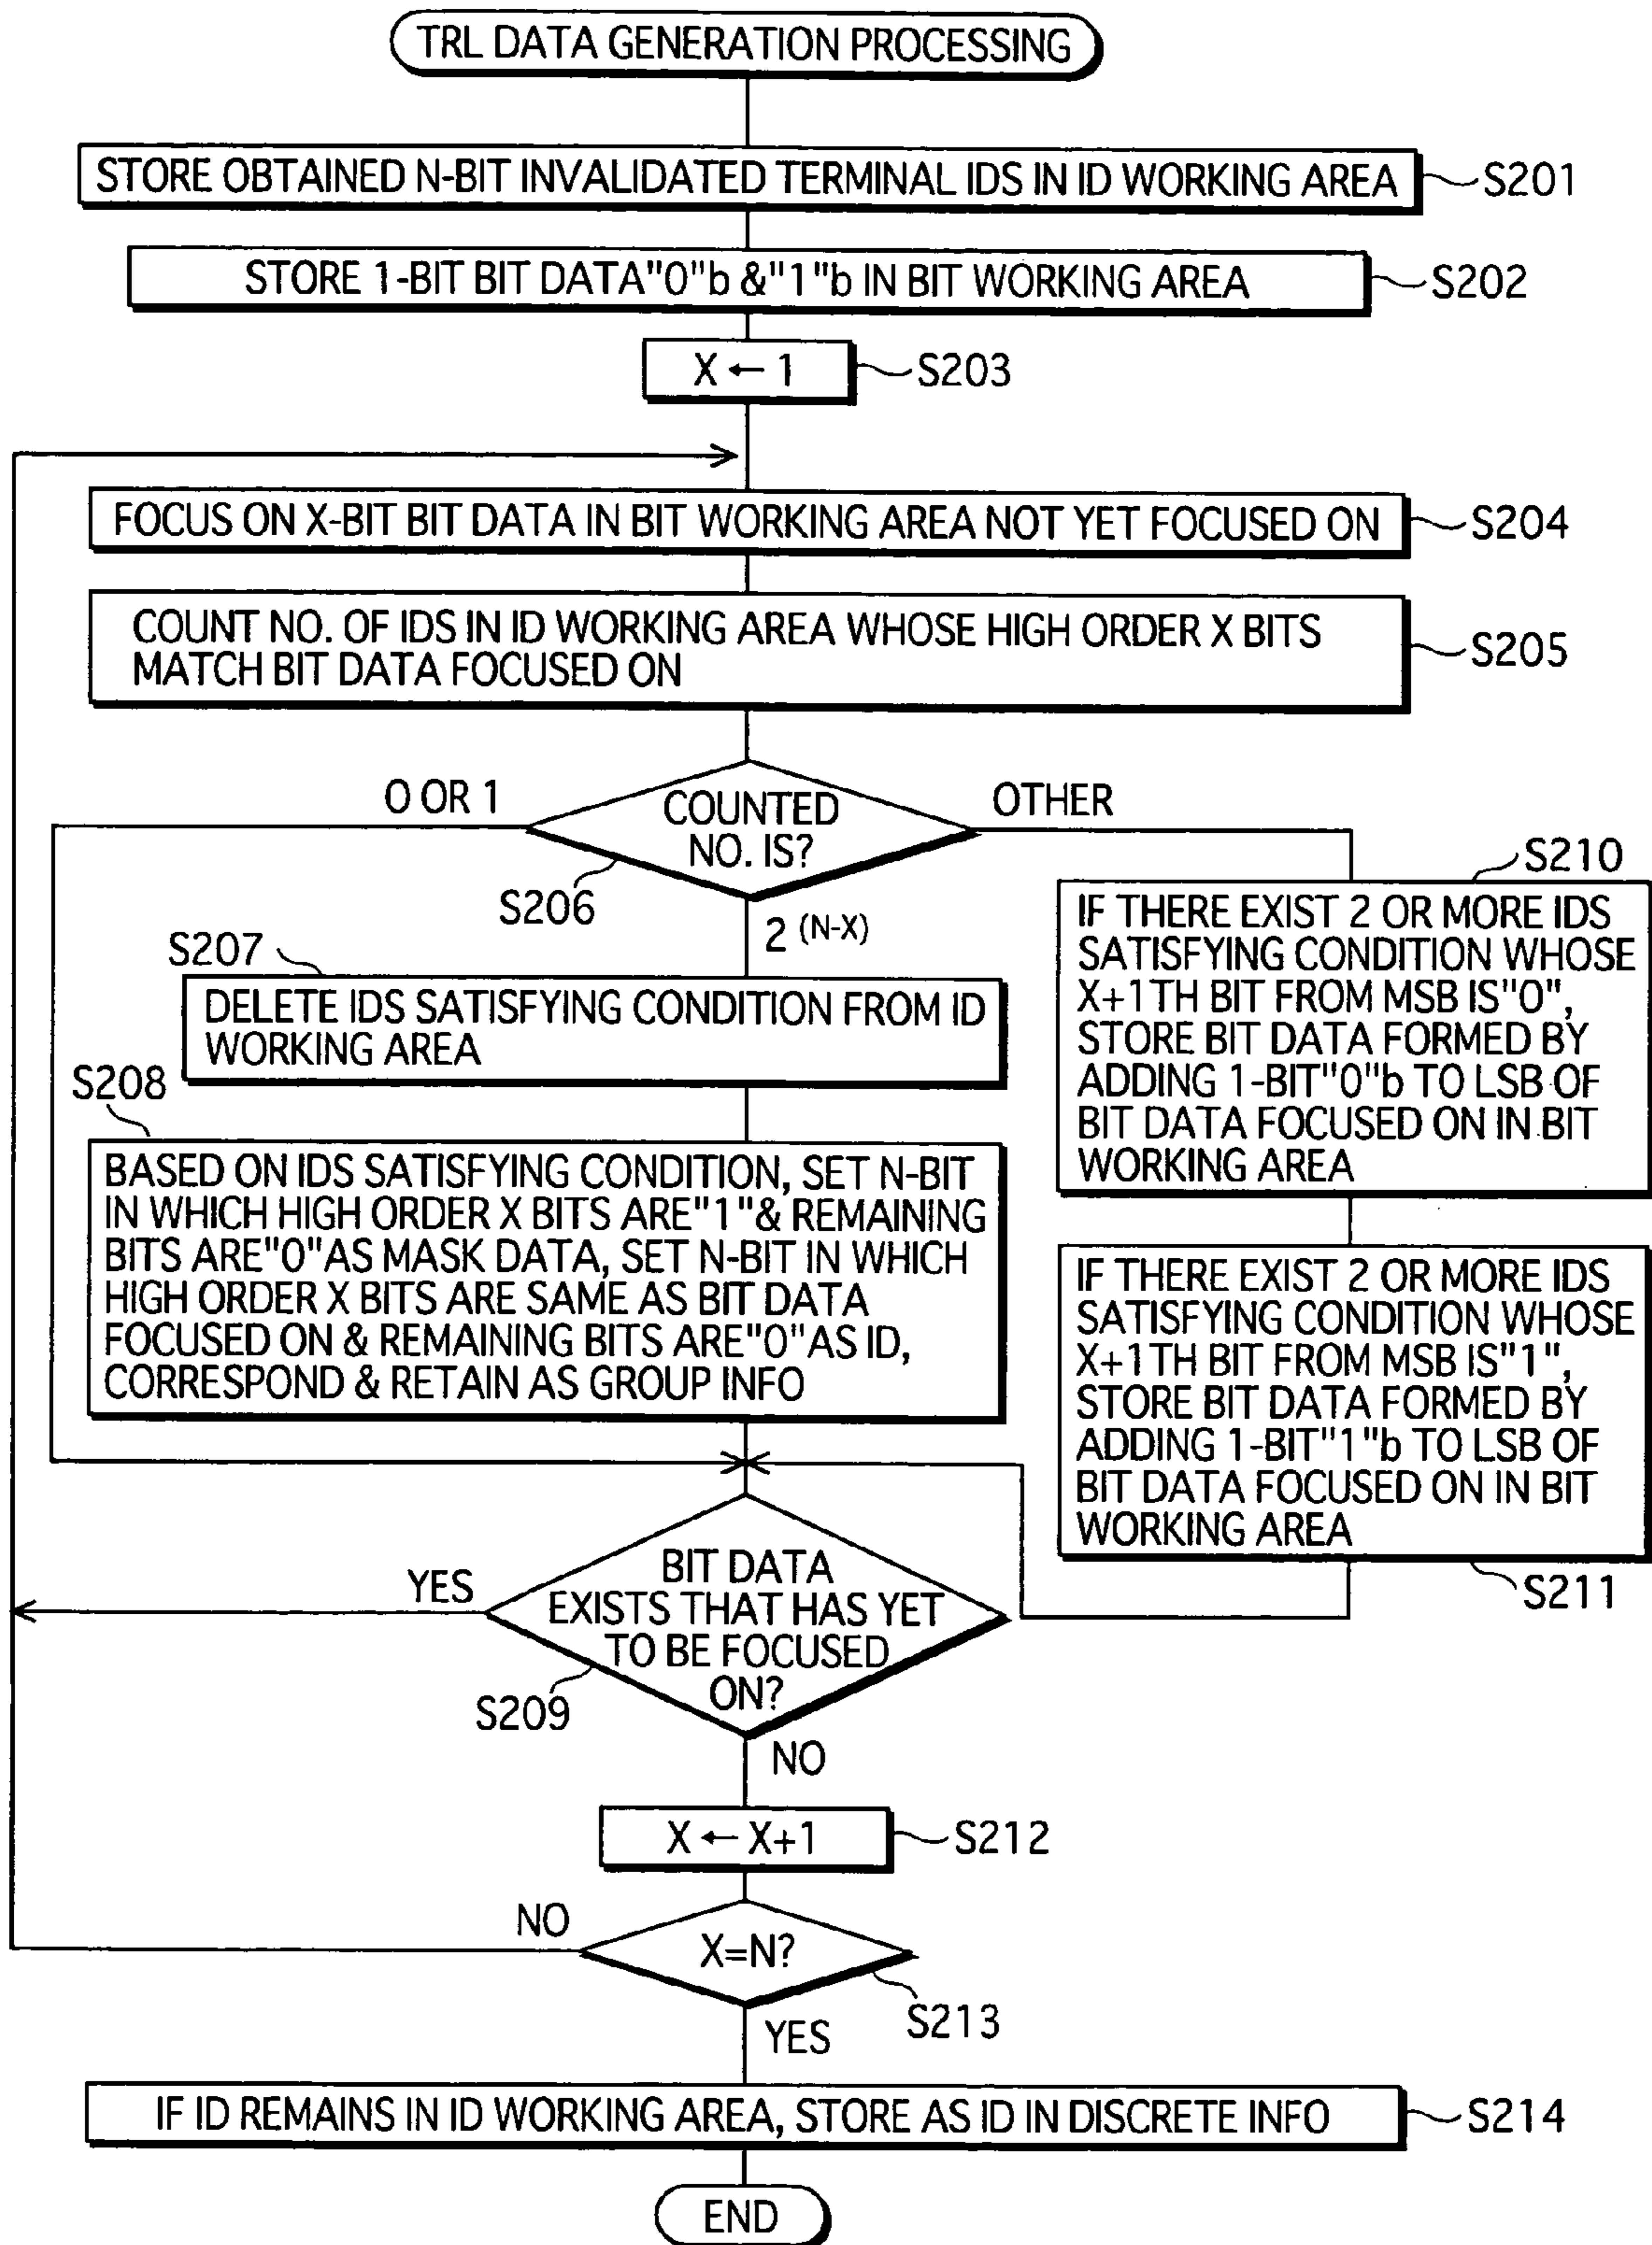 TRL DATA GENERATION PROCESSING
STORE OBTAINED N-BIT INVALIDATED TERMINAL IDS IN ID WORKING AREA
S201
STORE 1-BIT BIT DATA"0"b &"1"b IN BIT WORKING AREA
S202
X ← 1
S203
FOCUS ON X-BIT BIT DATA IN BIT WORKING AREA NOT YET FOCUSED ON
S204
COUNT NO. OF IDS IN ID WORKING AREA WHOSE HIGH ORDER X BITS
MATCH BIT DATA FOCUSED ON
S205
0 OR 1
COUNTED
NO. IS?
OTHER
S206
2 (N-X)
S207
DELETE IDS SATISFYING CONDITION FROM ID
WORKING AREA
S208
BASED ON IDS SATISFYING CONDITION, SET N-BIT
IN WHICH HIGH ORDER X BITS ARE"1"& REMAINING
BITS ARE"0"AS MASK DATA, SET N-BIT IN WHICH
HIGH ORDER X BITS ARE SAME AS BIT DATA
FOCUSED ON & REMAINING BITS ARE"0"AS ID,
CORRESPOND & RETAIN AS GROUP INFO
S210
IF THERE EXIST 2 OR MORE IDS
SATISFYING CONDITION WHOSE
X+1TH BIT FROM MSB IS"0",
STORE BIT DATA FORMED BY
ADDING 1-BIT"0"b TO LSB OF
BIT DATA FOCUSED ON IN BIT
WORKING AREA
IF THERE EXIST 2 OR MORE IDS
SATISFYING CONDITION WHOSE
X+1TH BIT FROM MSB IS"1",
STORE BIT DATA FORMED BY
ADDING 1-BIT"1"b TO LSB OF
BIT DATA FOCUSED ON IN BIT
WORKING AREA
S211
YES
BIT DATA
EXISTS THAT HAS YET
TO BE FOCUSED
ON?
S209
NO
X ← X+1
S212
NO
X=N?
S213
YES
IF ID REMAINS IN ID WORKING AREA, STORE AS ID IN DISCRETE INFO
S214
END